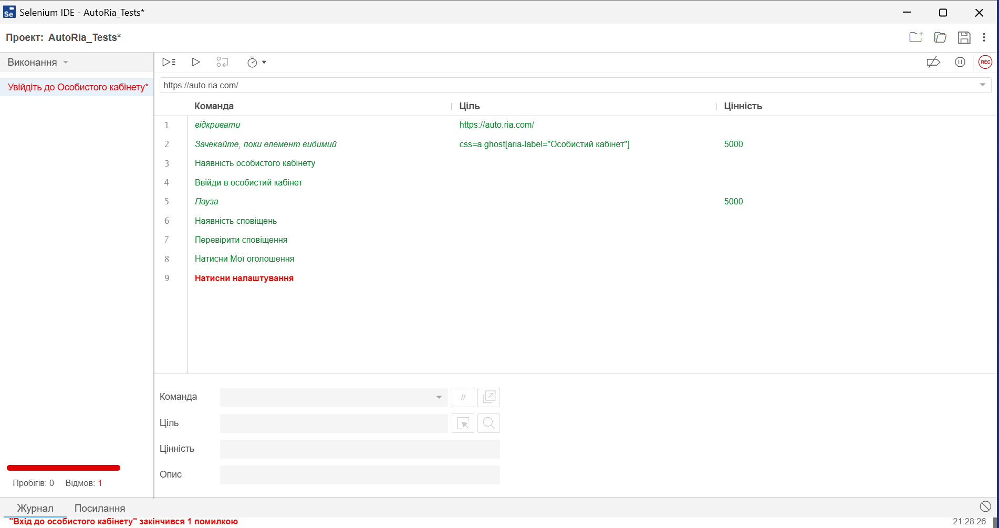 Selenium IDE - AutoRia_Tests*
Проект: AutoRia_Tests*
Виконання
REC
Увійдіть до Особистого кабінету*
https://auto.ria.com/
Команда Ціль Цінність
1 відкривати https://auto.ria.com/
2 Зачекайте, поки елемент видимий css=a.ghost[aria-label="Особистий кабінет"] 5000
3 Наявність особистого кабінету
4 Ввійди в особистий кабінет
5 Пауза 5000
6 Наявність сповіщень
7 Перевірити сповіщення
8 Натисни Мої оголошення
9 Натисни налаштування
Команда //
Ціль
Цінність
Опис
Пробігів: 0 Відмов: 1
Журнал Посилання
"Вхід до особистого кабінету" закінчився 1 помилкою 21:28:26